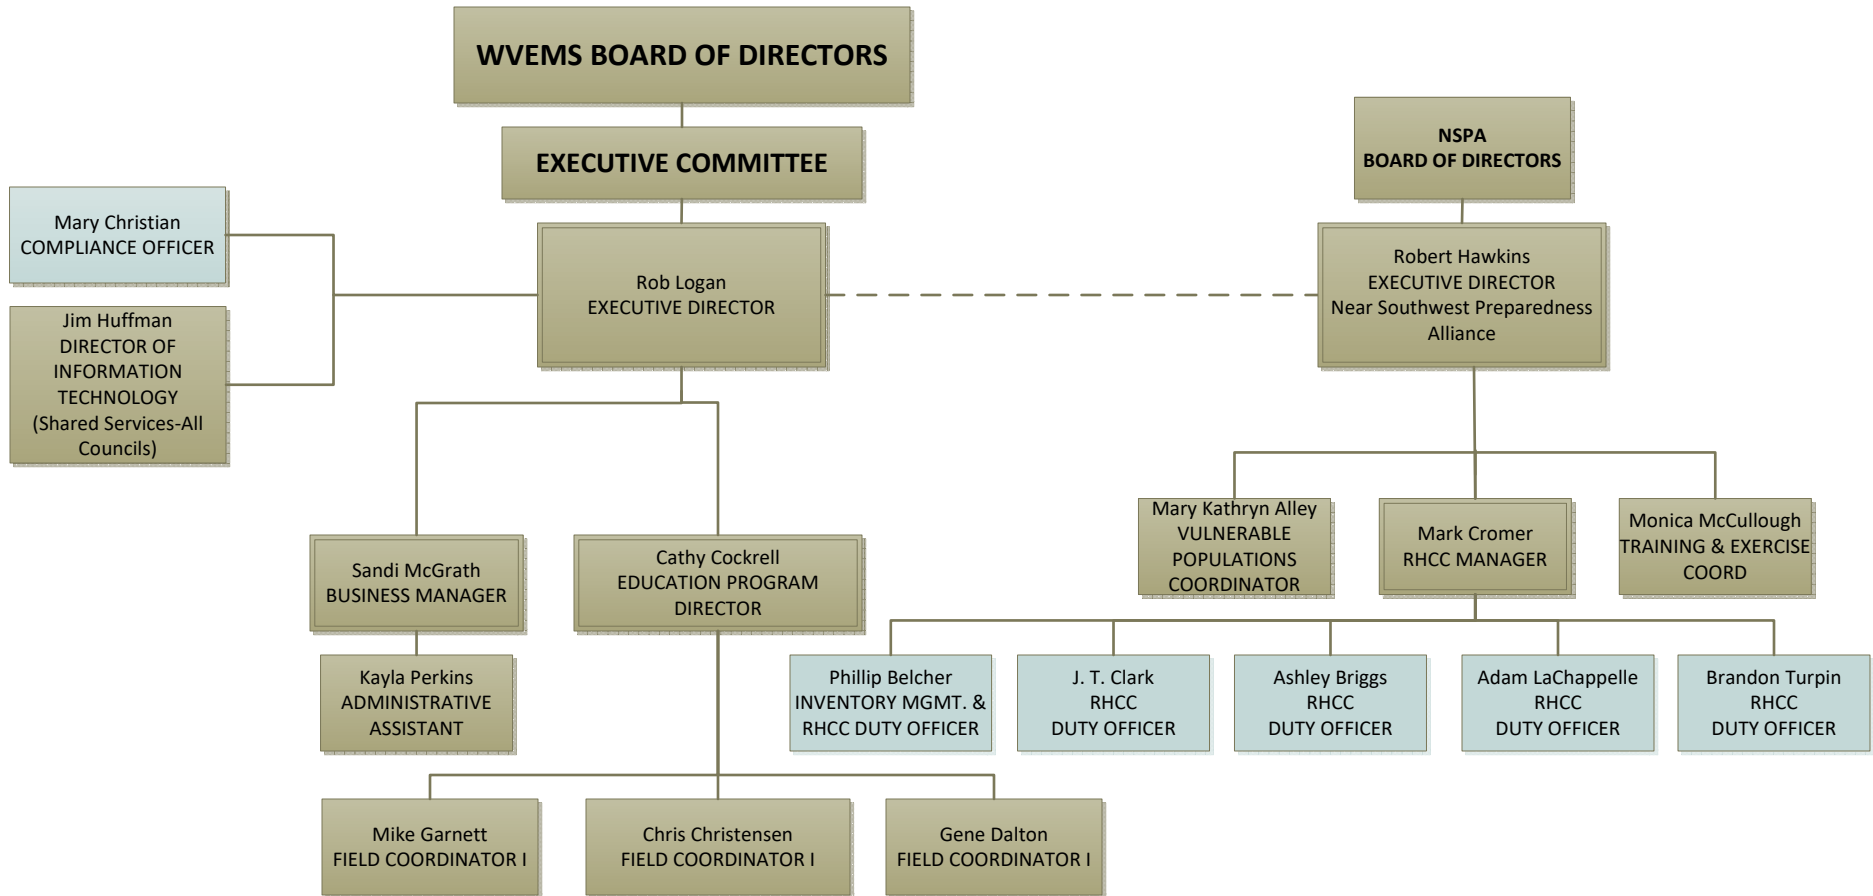 WVEMS BOARD OF DIRECTORS
EXECUTIVE COMMITTEE
NSPA
BOARD OF DIRECTORS
Mary Christian
COMPLIANCE OFFICER
Jim Huffman
DIRECTOR OF
INFORMATION
TECHNOLOGY
(Shared Services-All
Councils)
Rob Logan
EXECUTIVE DIRECTOR
Robert Hawkins
EXECUTIVE DIRECTOR
Near Southwest Preparedness
Alliance
Sandi McGrath
BUSINESS MANAGER
Cathy Cockrell
EDUCATION PROGRAM
DIRECTOR
Mary Kathryn Alley
VULNERABLE
POPULATIONS
COORDINATOR
Mark Cromer
RHCC MANAGER
Monica McCullough
TRAINING & EXERCISE
COORD
Kayla Perkins
ADMINISTRATIVE
ASSISTANT
Phillip Belcher
INVENTORY MGMT. &
RHCC DUTY OFFICER
J. T. Clark
RHCC
DUTY OFFICER
Ashley Briggs
RHCC
DUTY OFFICER
Adam LaChappelle
RHCC
DUTY OFFICER
Brandon Turpin
RHCC
DUTY OFFICER
Mike Garnett
FIELD COORDINATOR I
Chris Christensen
FIELD COORDINATOR I
Gene Dalton
FIELD COORDINATOR I